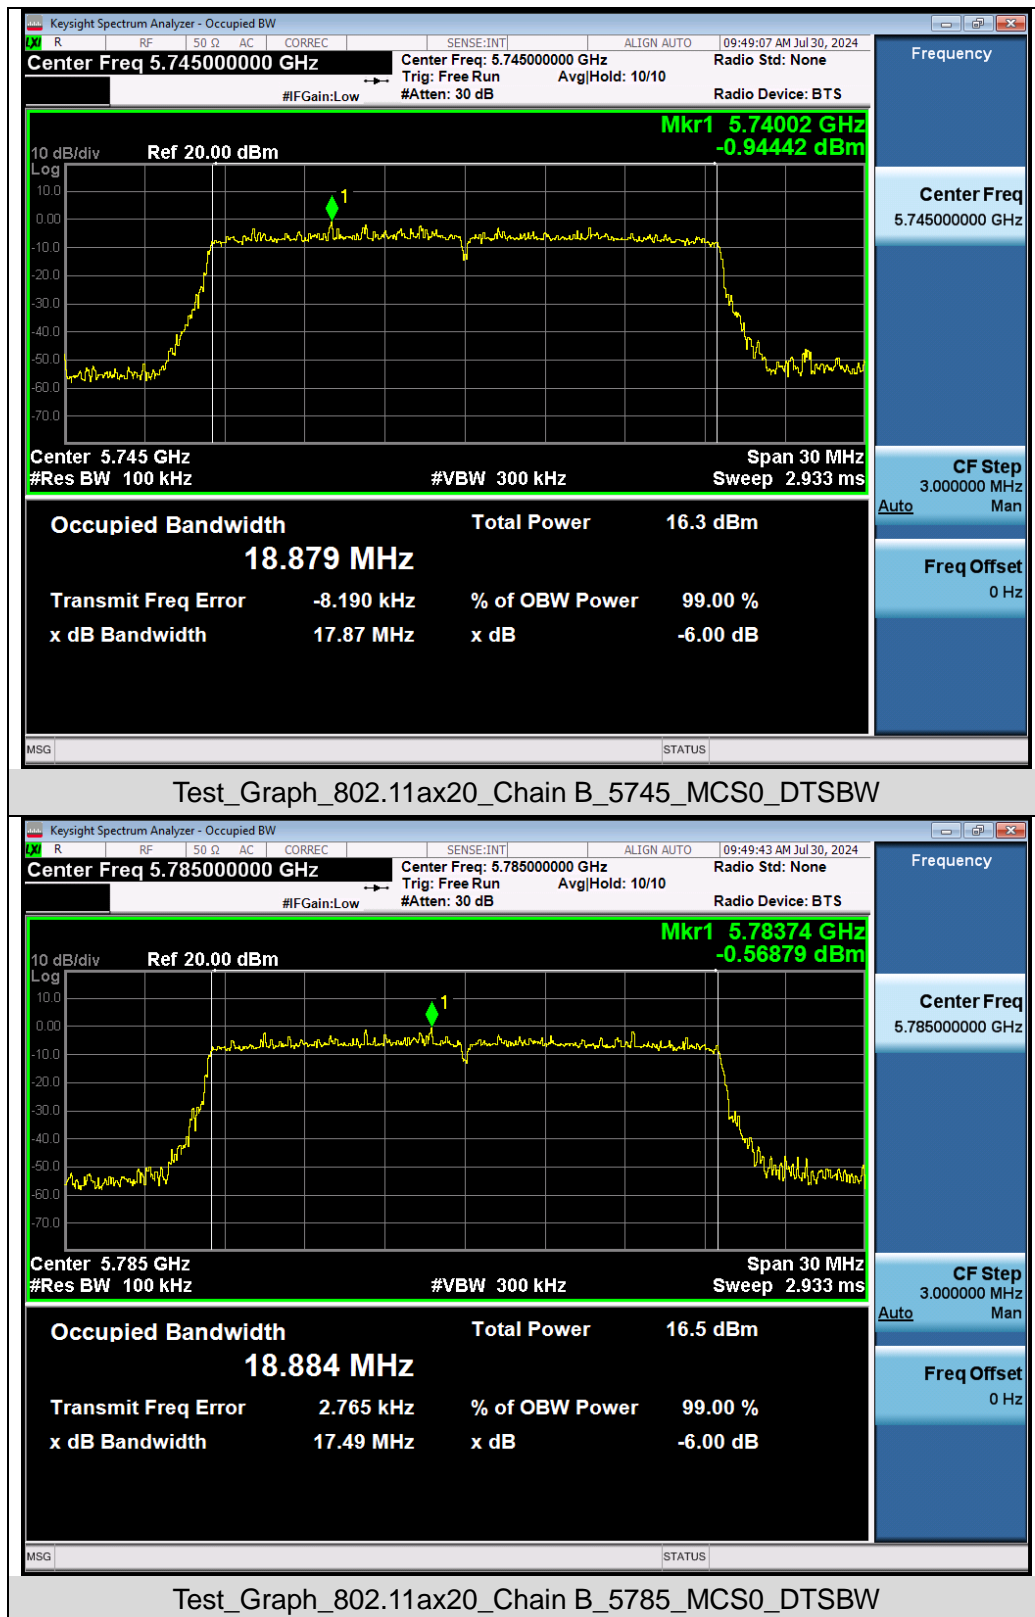 Keysight Spectrum Analyzer - Occupied BW
LXI R RF 50 Ω AC CORREC SENSE:INT ALIGN AUTO 09:49:07 AM Jul 30, 2024
Center Freq 5.745000000 GHz Center Freq: 5.745000000 GHz Radio Std: None
Trig: Free Run Avg|Hold: 10/10
#IFGain:Low #Atten: 30 dB Radio Device: BTS
Frequency
Mkr1 5.74002 GHz
-0.94442 dBm
10 dB/div Ref 20.00 dBm
Log
10.0
1
0.00
-10.0
-20.0
-30.0
-40.0
-50.0
-60.0
-70.0
Center 5.745 GHz Span 30 MHz
#Res BW 100 kHz #VBW 300 kHz Sweep 2.933 ms
Center Freq
5.745000000 GHz
CF Step
3.000000 MHz
Auto Man
Freq Offset
0 Hz
Occupied Bandwidth Total Power 16.3 dBm
18.879 MHz
Transmit Freq Error -8.190 kHz % of OBW Power 99.00 %
x dB Bandwidth 17.87 MHz x dB -6.00 dB
MSG STATUS
Test_Graph_802.11ax20_Chain B_5745_MCS0_DTSBW
Keysight Spectrum Analyzer - Occupied BW
LXI R RF 50 Ω AC CORREC SENSE:INT ALIGN AUTO 09:49:43 AM Jul 30, 2024
Center Freq 5.785000000 GHz Center Freq: 5.785000000 GHz Radio Std: None
Trig: Free Run Avg|Hold: 10/10
#IFGain:Low #Atten: 30 dB Radio Device: BTS
Frequency
Mkr1 5.78374 GHz
-0.56879 dBm
10 dB/div Ref 20.00 dBm
Log
10.0
1
0.00
-10.0
-20.0
-30.0
-40.0
-50.0
-60.0
-70.0
Center 5.785 GHz Span 30 MHz
#Res BW 100 kHz #VBW 300 kHz Sweep 2.933 ms
Center Freq
5.785000000 GHz
CF Step
3.000000 MHz
Auto Man
Freq Offset
0 Hz
Occupied Bandwidth Total Power 16.5 dBm
18.884 MHz
Transmit Freq Error 2.765 kHz % of OBW Power 99.00 %
x dB Bandwidth 17.49 MHz x dB -6.00 dB
MSG STATUS
Test_Graph_802.11ax20_Chain B_5785_MCS0_DTSBW